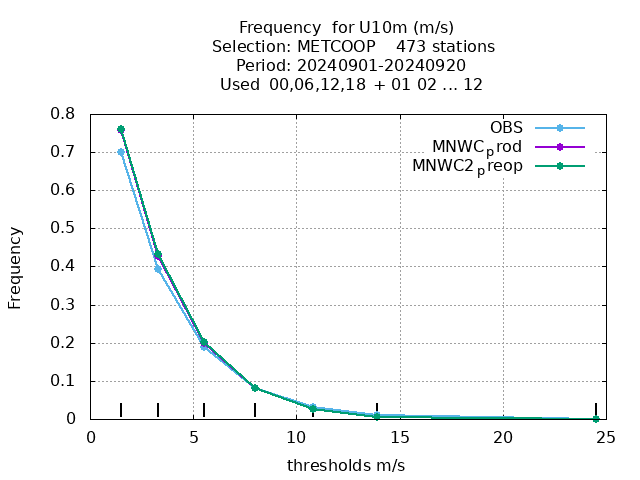 Frequency  for U10m (m/s)
Selection: METCOOP    473 stations
Period: 20240901-20240920
Used  00,06,12,18  + 01 02 ... 12
OBS
MNWCprod
MNWC2preop
0.8
0.7
0.6
0.5
0.4
0.3
0.2
0.1
0
Frequency
0 5 10 15 20 25
thresholds m/s